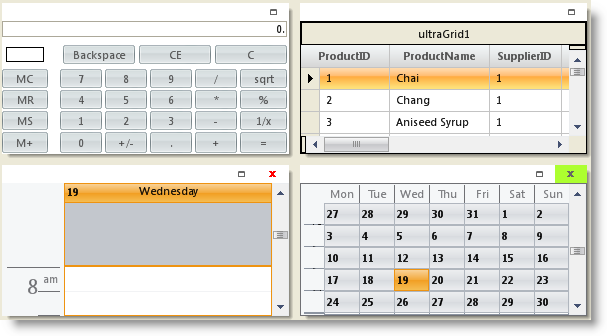 0.
Backspace CE C
MC 7 8 9 / sqrt
MR 4 5 6 * %
MS 1 2 3 - 1/x
M+ 0 +/- . + =
ultraGrid1
ProductID ProductName SupplierID
1 Chai 1
2 Chang 1
3 Aniseed Syrup 1
19 Wednesday
8 am
Mon Tue Wed Thu Fri Sat Sun
27 28 29 30 31 1 2
3 4 5 6 7 8 9
10 11 12 13 14 15 16
17 18 19 20 21 22 23
24 25 26 27 28 29 30